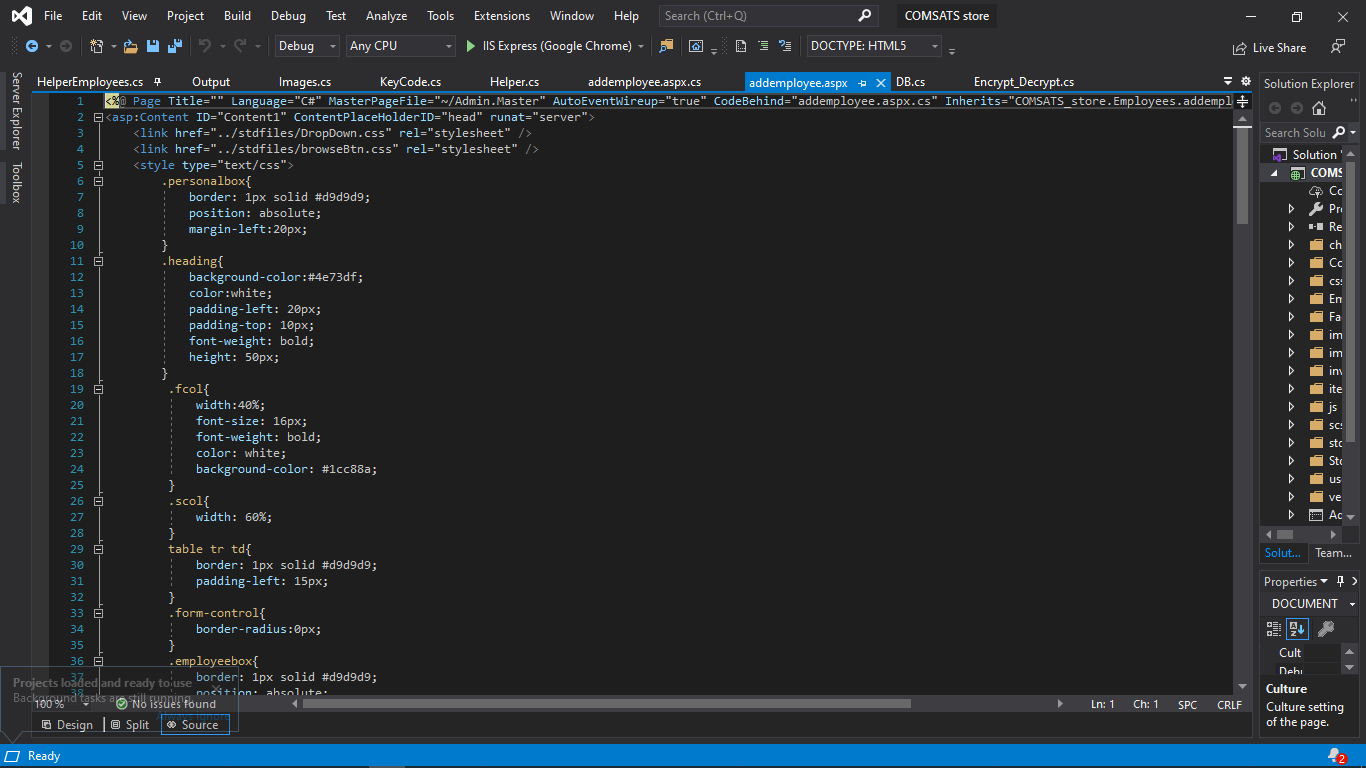 File Edit View Project Build Debug Test Analyze Tools Extensions Window Help Search (Ctrl+Q) COMSATS store
Debug Any CPU IIS Express (Google Chrome) DOCTYPE: HTML5 Live Share
Server Explorer
Toolbox
HelperEmployees.cs Output Images.cs KeyCode.cs Helper.cs addemployee.aspx.cs addemployee.aspx DB.cs Encrypt_Decrypt.cs
1 <%@ Page Title="" Language="C#" MasterPageFile="~/Admin.Master" AutoEventWireup="true" CodeBehind="addemployee.aspx.cs" Inherits="COMSATS_store.Employees.addempl
2 <asp:Content ID="Content1" ContentPlaceHolderID="head" runat="server">
3 <link href="../stdfiles/DropDown.css" rel="stylesheet" />
4 <link href="../stdfiles/browseBtn.css" rel="stylesheet" />
5 <style type="text/css">
6 .personalbox{
7 border: 1px solid #d9d9d9;
8 position: absolute;
9 margin-left:20px;
10 }
11 .heading{
12 background-color:#4e73df;
13 color:white;
14 padding-left: 20px;
15 padding-top: 10px;
16 font-weight: bold;
17 height: 50px;
18 }
19 .fcol{
20 width:40%;
21 font-size: 16px;
22 font-weight: bold;
23 color: white;
24 background-color: #1cc88a;
25 }
26 .scol{
27 width: 60%;
28 }
29 table tr td{
30 border: 1px solid #d9d9d9;
31 padding-left: 15px;
32 }
33 .form-control{
34 border-radius:0px;
35 }
36 .employeebox{
37 border: 1px solid #d9d9d9;
38 position: absolute;
Projects loaded and ready to use
Background tasks are still running.
100 % No issues found Ln: 1 Ch: 1 SPC CRLF
Design Split Source
Solution Explorer
Search Solu
Solution '
COMS
Co
Pro
Re
ch
Co
css
Em
Fa
im
im
inv
ite
js
scs
sto
Sto
us
ve
Ac
Solut... Team...
Properties
DOCUMENT
Cult
Debu
Culture
Culture setting
of the page.
Ready 2